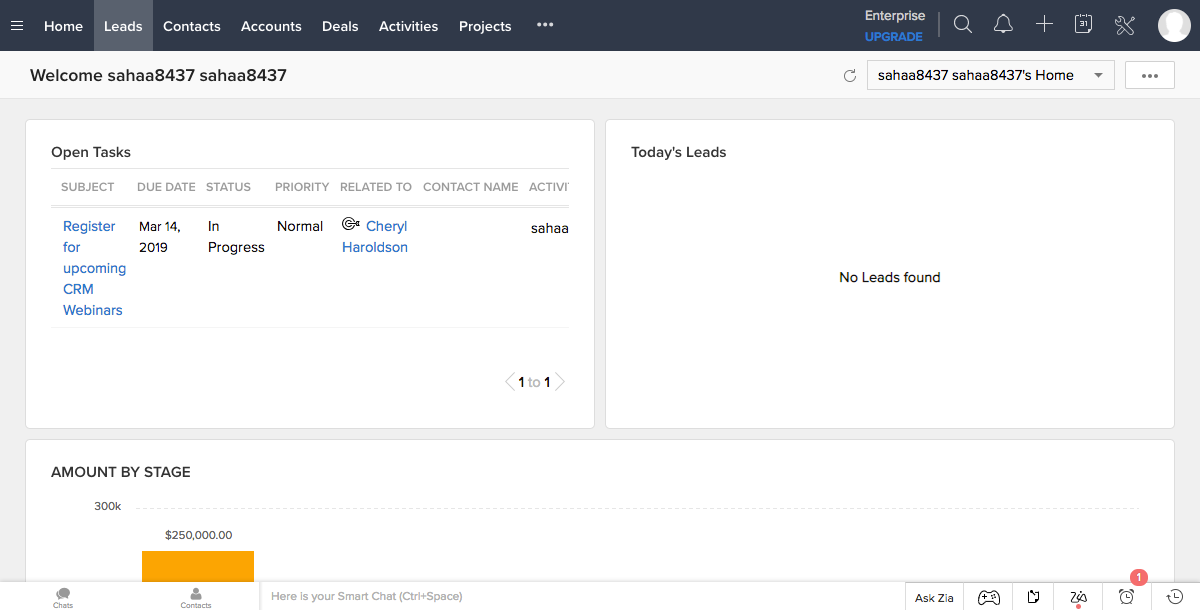 Home Leads Contacts Accounts Deals Activities Projects •••
Enterprise
UPGRADE
31
Welcome sahaa8437 sahaa8437
sahaa8437 sahaa8437's Home
•••
Open Tasks
SUBJECT DUE DATE STATUS PRIORITY RELATED TO CONTACT NAME ACTIVI
Register for upcoming CRM Webinars
Mar 14, 2019
In Progress
Normal
Cheryl Haroldson
sahaa
1 to 1
Today's Leads
No Leads found
AMOUNT BY STAGE
300k
$250,000.00
Chats
Contacts
Here is your Smart Chat (Ctrl+Space)
Ask Zia
1